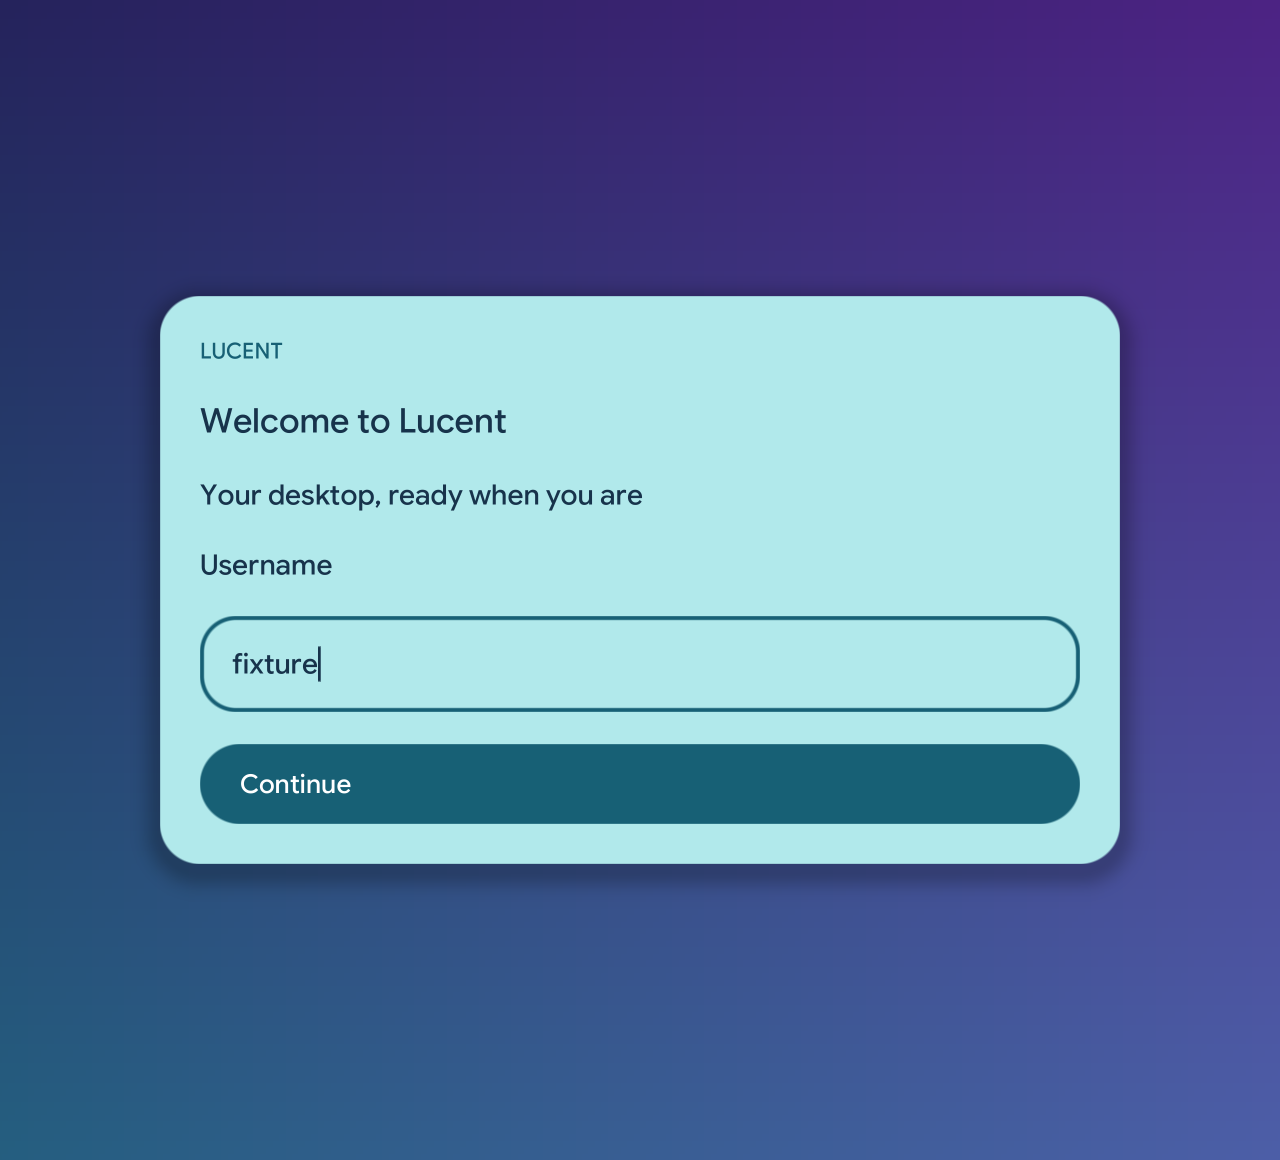 LUCENT
Welcome to Lucent
Your desktop, ready when you are
Username
fixture
Continue